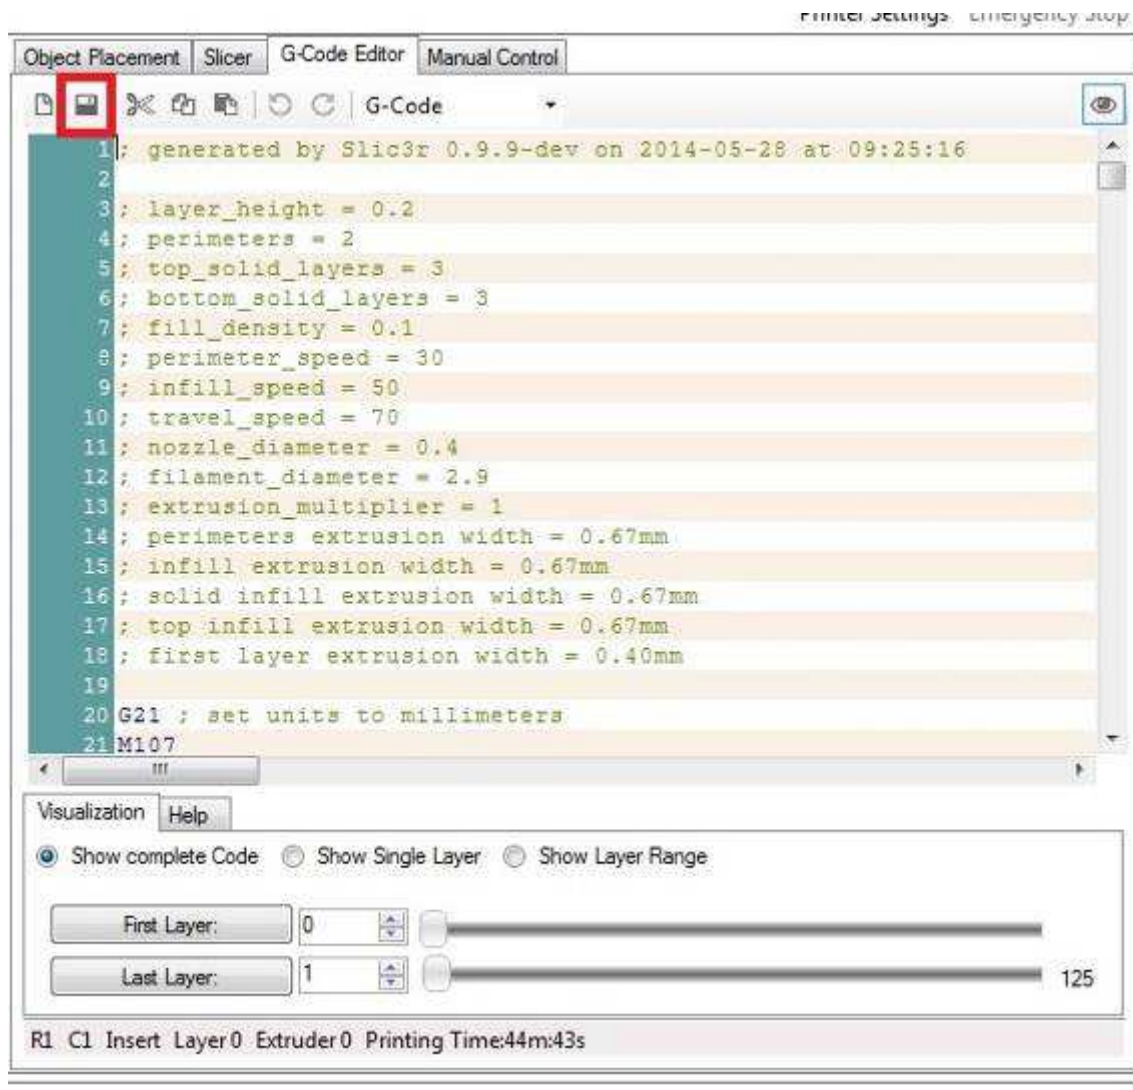 Printer Settings Emergency Stop
Object Placement Slicer G-Code Editor Manual Control
G-Code
1 ; generated by Slic3r 0.9.9-dev on 2014-05-28 at 09:25:16
2
3 ; layer_height = 0.2
4 ; perimeters = 2
5 ; top_solid_layers = 3
6 ; bottom_solid_layers = 3
7 ; fill_density = 0.1
8 ; perimeter_speed = 30
9 ; infill_speed = 50
10 ; travel_speed = 70
11 ; nozzle_diameter = 0.4
12 ; filament_diameter = 2.9
13 ; extrusion_multiplier = 1
14 ; perimeters extrusion width = 0.67mm
15 ; infill extrusion width = 0.67mm
16 ; solid infill extrusion width = 0.67mm
17 ; top infill extrusion width = 0.67mm
18 ; first layer extrusion width = 0.40mm
19
20 G21 ; set units to millimeters
21 M107
Visualization Help
Show complete Code Show Single Layer Show Layer Range
First Layer: 0
Last Layer: 1 125
R1 C1 Insert Layer 0 Extruder 0 Printing Time:44m:43s